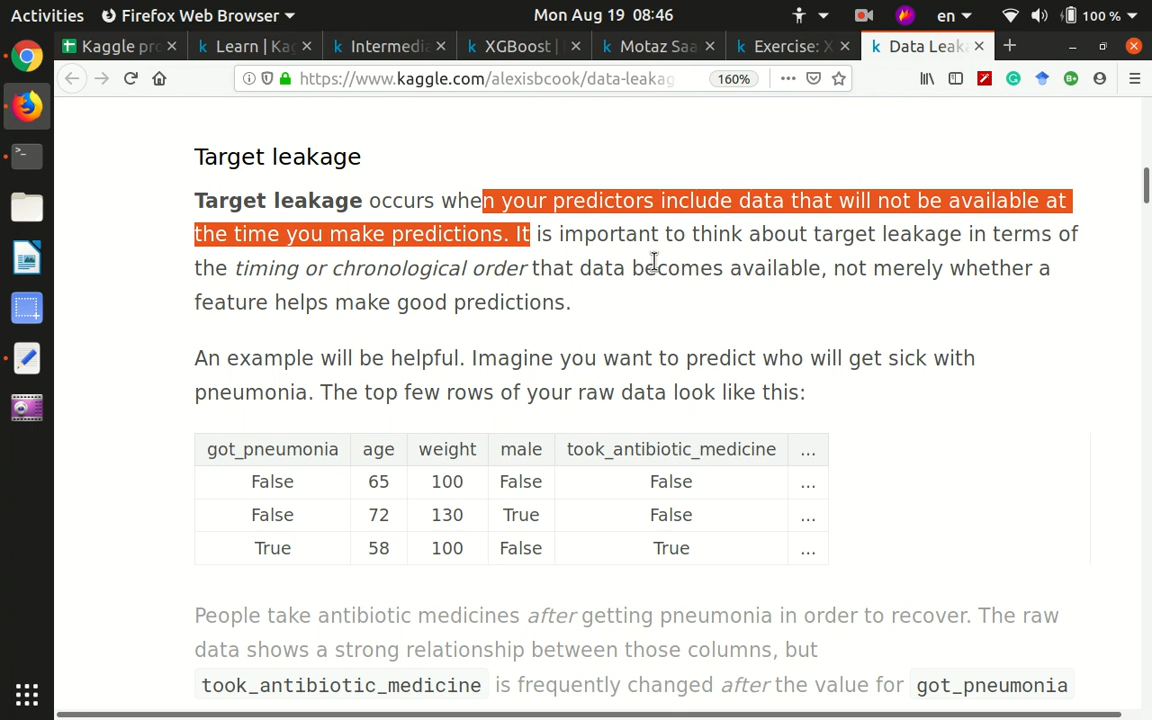 Activities Firefox Web Browser Mon Aug 19 08:46 en 100 %
Kaggle pr Learn | Ka Intermedi XGBoost | Motaz Saa Exercise: X Data Leak
https://www.kaggle.com/alexisbcook/data-leakag 160%
Target leakage
Target leakage occurs when your predictors include data that will not be available at
the time you make predictions. It is important to think about target leakage in terms of
the timing or chronological order that data becomes available, not merely whether a
feature helps make good predictions.
An example will be helpful. Imagine you want to predict who will get sick with
pneumonia. The top few rows of your raw data look like this:
got_pneumonia age weight male took_antibiotic_medicine ...
False 65 100 False False ...
False 72 130 True False ...
True 58 100 False True ...
People take antibiotic medicines after getting pneumonia in order to recover. The raw
data shows a strong relationship between those columns, but
took_antibiotic_medicine is frequently changed after the value for got_pneumonia